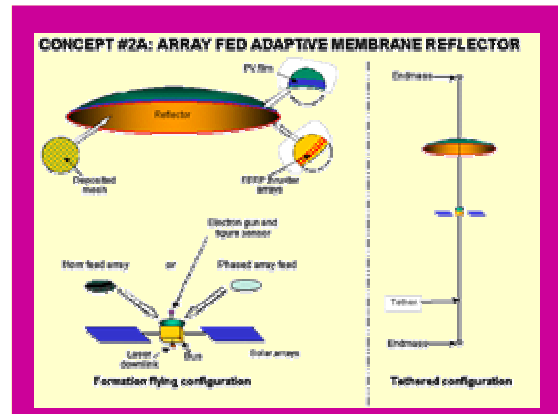 CONCEPT #2A: ARRAY FED ADAPTIVE MEMBRANE REFLECTOR
PV film
Reflector
Deposited
mesh
FEEP thruster
arrays
Electron gun and
figure sensor
Horn feed array
or
Phased array feed
Laser
downlink
Bus
Solar arrays
Formation flying configuration
Endmass
Tether
Endmass
Tethered configuration